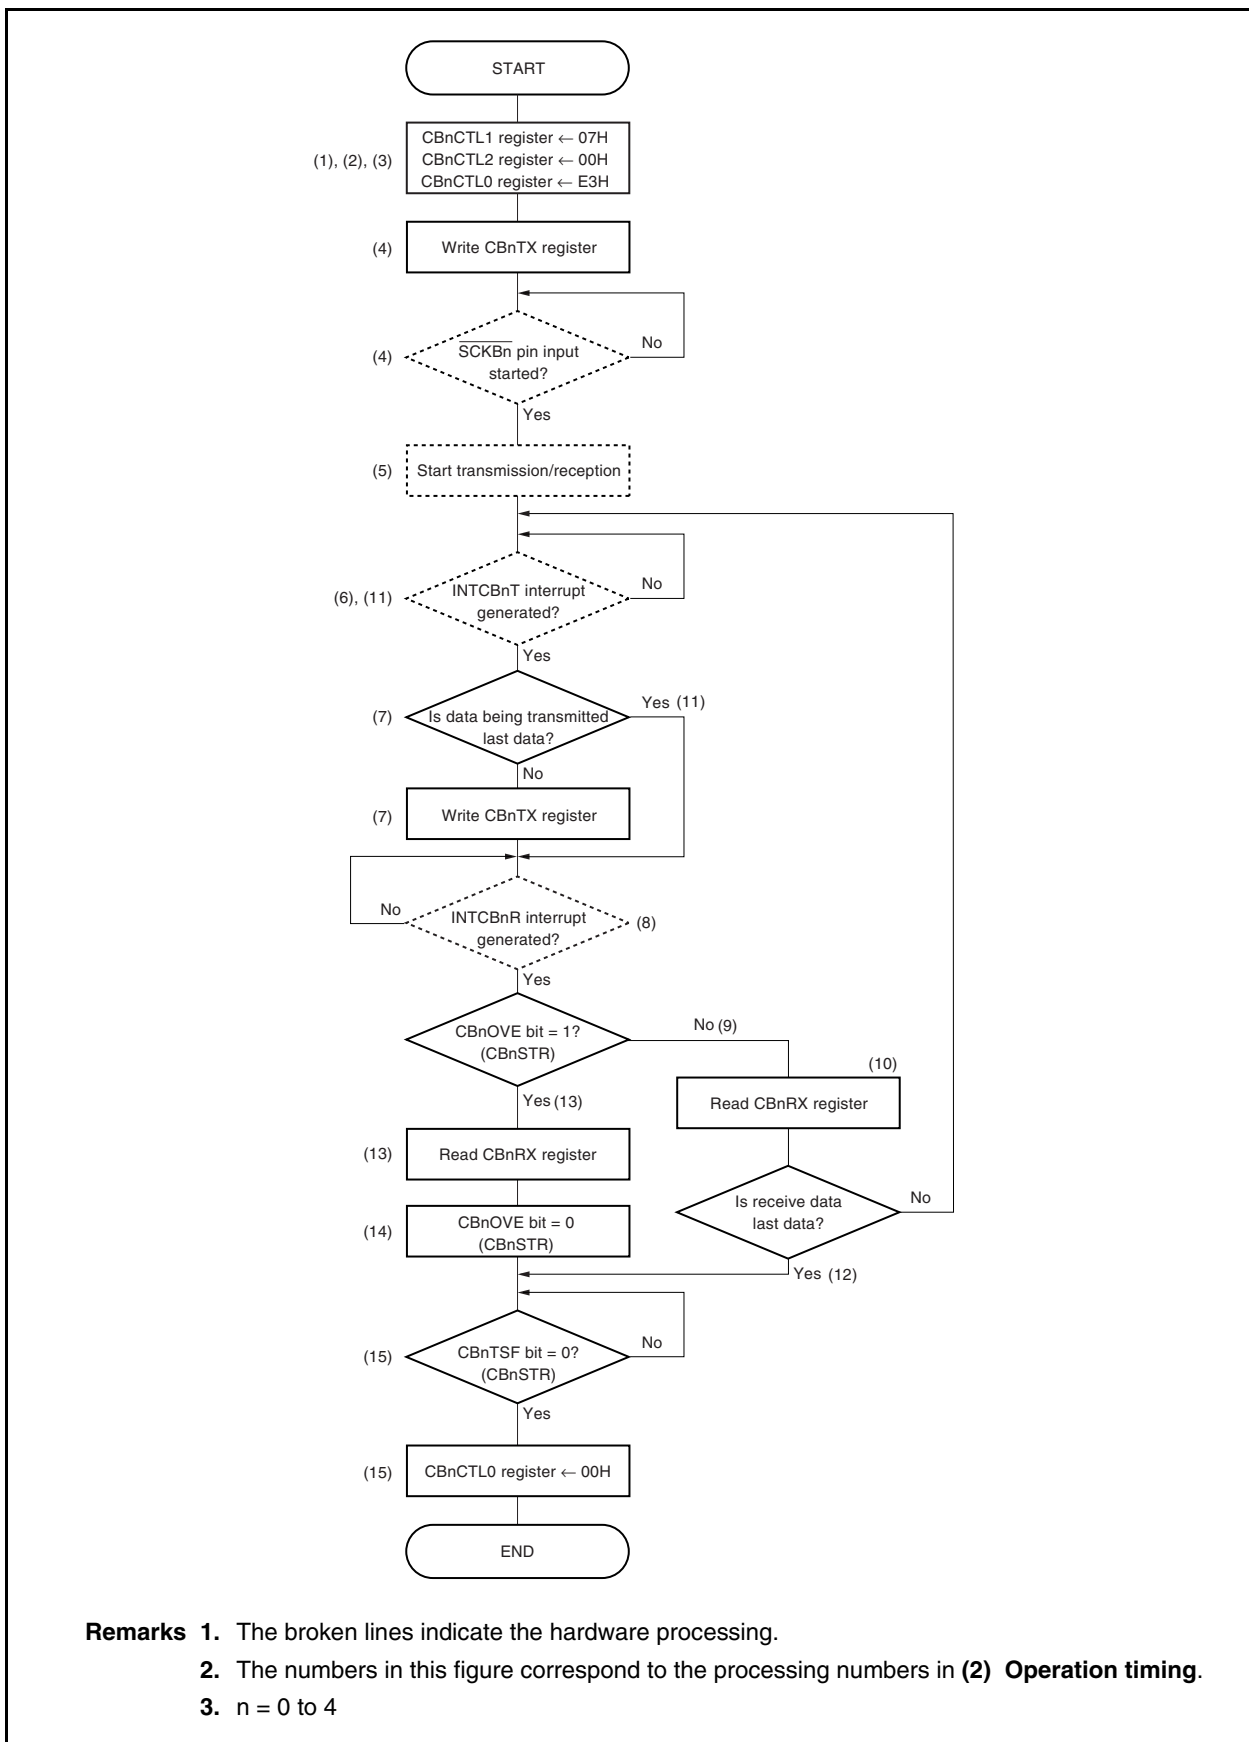 START
CBnCTL1 register ← 07H
(1), (2), (3) CBnCTL2 register ← 00H
CBnCTL0 register ← E3H
(4) Write CBnTX register
(4) SCKBn pin input No
started?
Yes
(5) Start transmission/reception
(6), (11) INTCBnT interrupt No
generated?
Yes
Yes (11)
(7) Is data being transmitted
last data?
No
(7) Write CBnTX register
No INTCBnR interrupt (8)
generated?
Yes
CBnOVE bit = 1? No (9)
(CBnSTR)
(10)
Yes (13) Read CBnRX register
(13) Read CBnRX register
Is receive data No
last data?
(14) CBnOVE bit = 0
(CBnSTR)
Yes (12)
(15) CBnTSF bit = 0? No
(CBnSTR)
Yes
(15) CBnCTL0 register ← 00H
END
Remarks 1. The broken lines indicate the hardware processing.
2. The numbers in this figure correspond to the processing numbers in (2) Operation timing.
3. n = 0 to 4